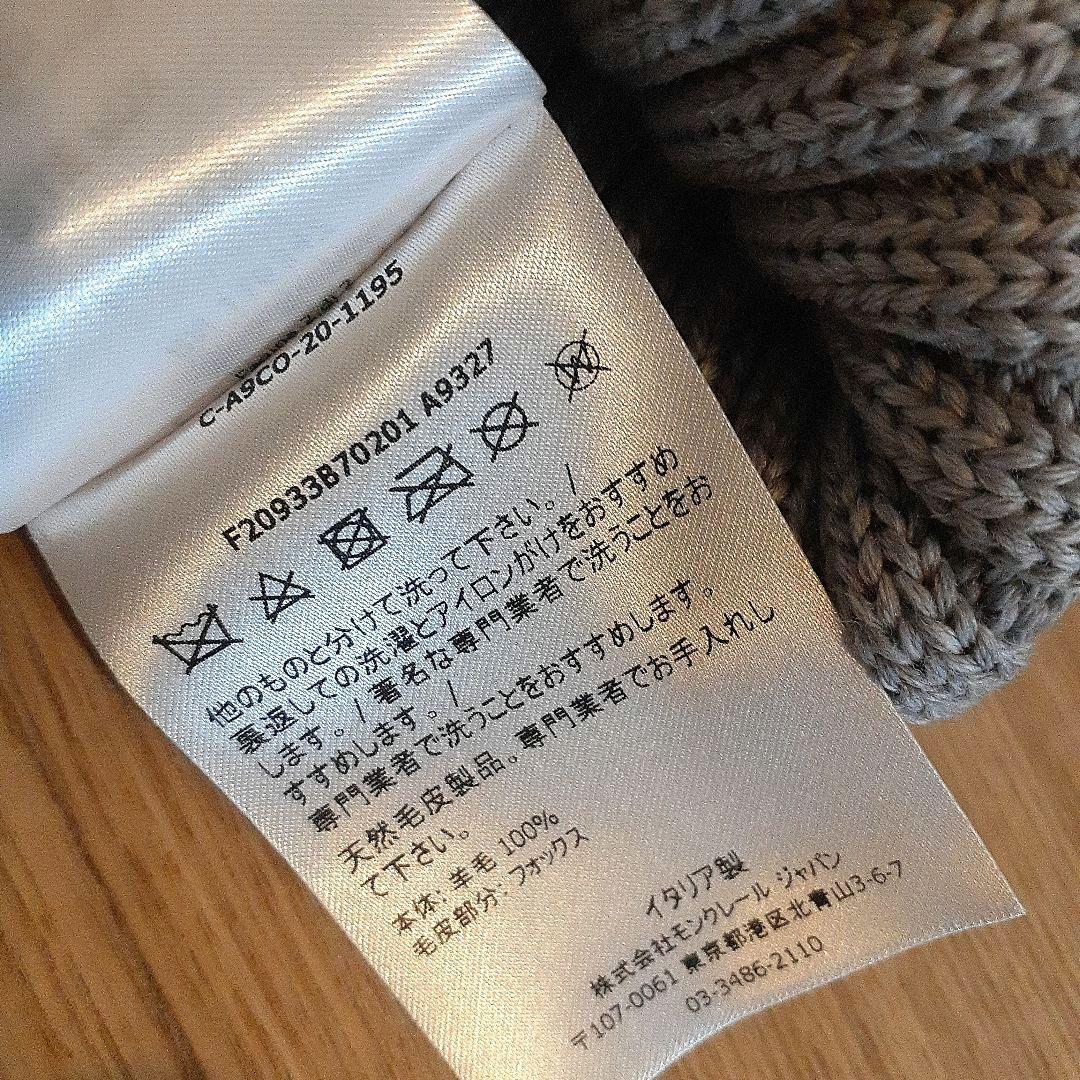 C-A9CO-20-1195
F20933B70201 A9327
他のものと分けて洗って下さい。/
裏返しての洗濯とアイロンがけをおすすめ
します。/著名な専門業者で洗うことをお
すすめします。/
専門業者で洗うことをおすすめします。
天然毛皮製品。専門業者でお手入れし
て下さい。
本体: 羊毛 100%
毛皮部分: フォックス
イタリア製
株式会社モンクレール ジャパン
〒107-0061 東京都港区北青山3-6-7
03-3486-2110